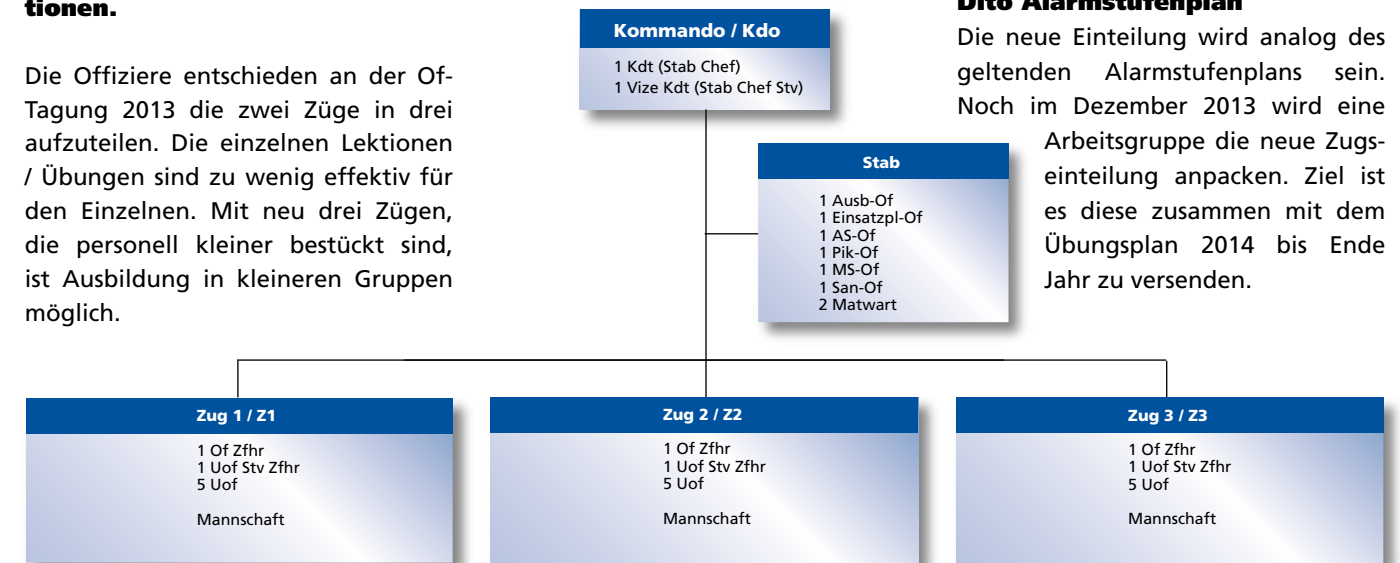 tionen.
Die Offiziere entschieden an der Of-
Tagung 2013 die zwei Züge in drei
aufzuteilen. Die einzelnen Lektionen
/ Übungen sind zu wenig effektiv für
den Einzelnen. Mit neu drei Zügen,
die personell kleiner bestückt sind,
ist Ausbildung in kleineren Gruppen
möglich.
Kommando / Kdo
1 Kdt (Stab Chef)
1 Vize Kdt (Stab Chef Stv)
Stab
1 Ausb-Of
1 Einsatzpl-Of
1 AS-Of
1 Pik-Of
1 MS-Of
1 San-Of
2 Matwart
Dito Alarmstufenplan
Die neue Einteilung wird analog des
geltenden Alarmstufenplans sein.
Noch im Dezember 2013 wird eine
Arbeitsgruppe die neue Zugs-
einteilung anpacken. Ziel ist
es diese zusammen mit dem
Übungsplan 2014 bis Ende
Jahr zu versenden.
Zug 1 / Z1
1 Of Zfhr
1 Uof Stv Zfhr
5 Uof
Mannschaft
Zug 2 / Z2
1 Of Zfhr
1 Uof Stv Zfhr
5 Uof
Mannschaft
Zug 3 / Z3
1 Of Zfhr
1 Uof Stv Zfhr
5 Uof
Mannschaft